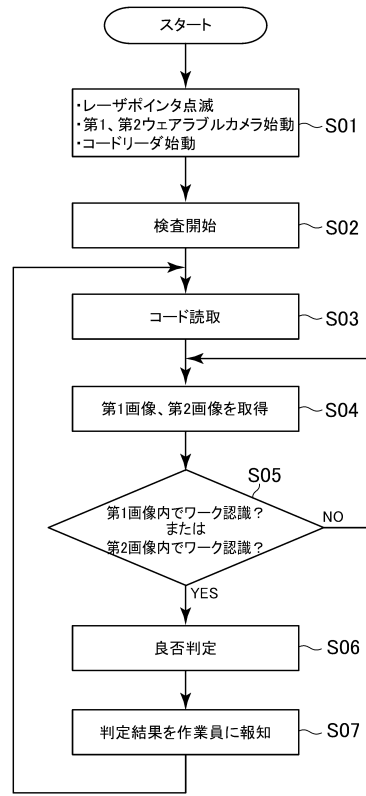 スタート
・レーザポインタ点滅
・第1、第2ウェアラブルカメラ始動
・コードリーダ始動
S01
検査開始
S02
コード読取
S03
第1画像、第2画像を取得
S04
S05
第1画像内でワーク認識？
または
第2画像内でワーク認識？
NO
YES
良否判定
S06
判定結果を作業員に報知
S07